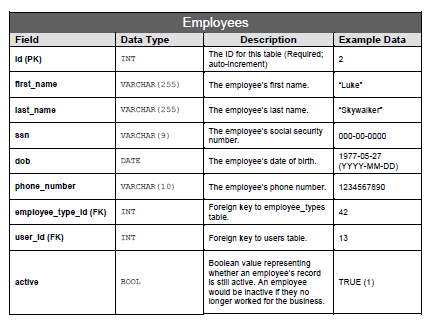 Employees
Field Data Type Description Example Data
id (PK) INT The ID for this table (Required; auto-increment) 2
first_name VARCHAR(255) The employee's first name. "Luke"
last_name VARCHAR(255) The employee's last name. "Skywalker"
ssn VARCHAR(9) The employee's social security number. 000-00-0000
dob DATE The employee's date of birth. 1977-05-27 (YYYY-MM-DD)
phone_number VARCHAR(10) The employee's phone number. 1234567890
employee_type_id (FK) INT Foreign key to employee_types table. 42
user_id (FK) INT Foreign key to users table. 13
active BOOL Boolean value representing whether an employee's record is still active. An employee would be inactive if they no longer worked for the business. TRUE (1)